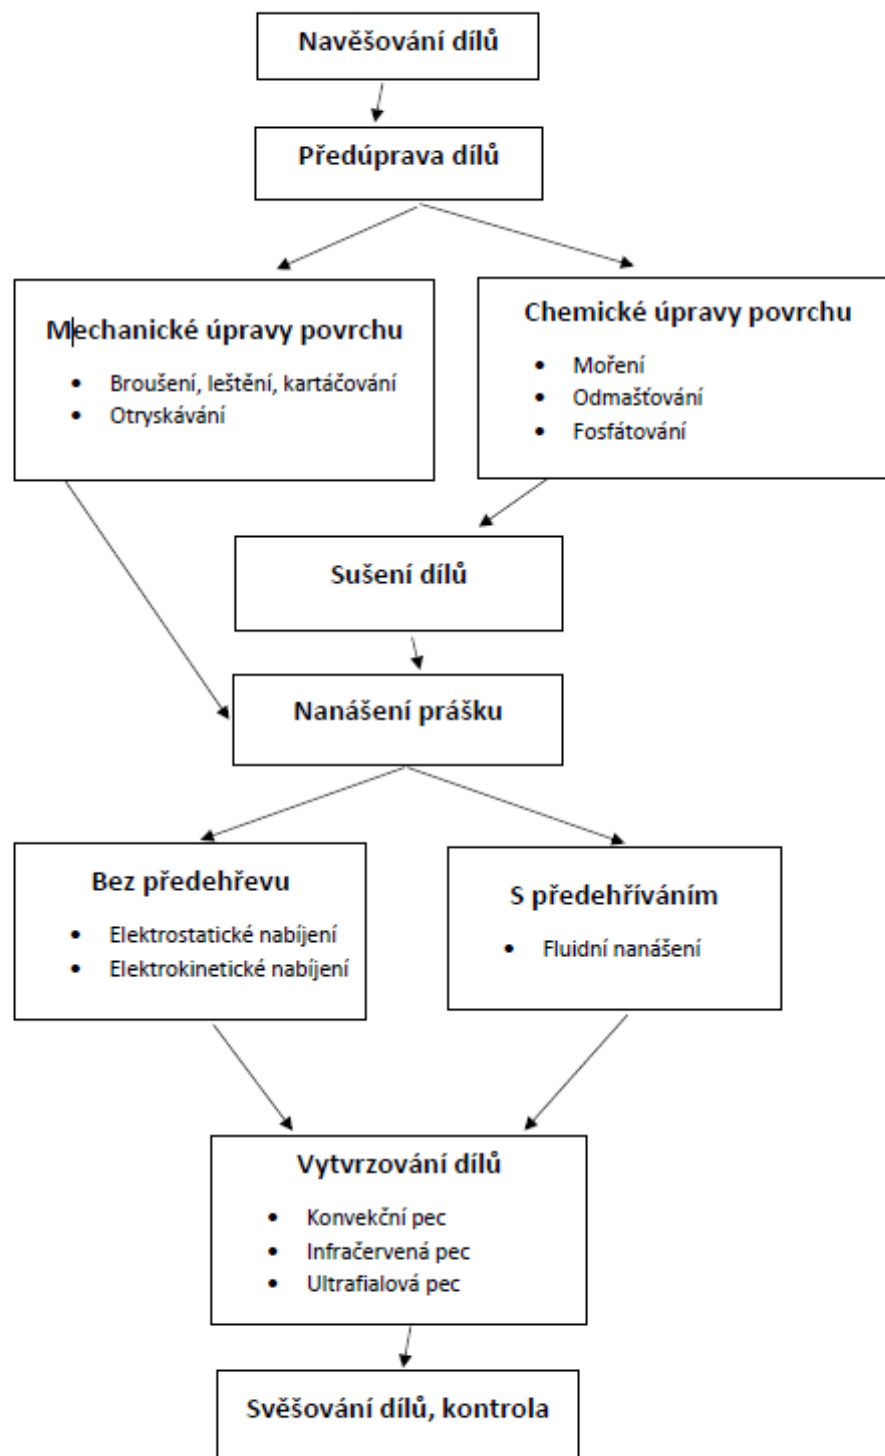 Navěšování dílů
Předúprava dílů
Mechanické úpravy povrchu
• Broušení, leštění, kartáčování
• Otryskávání
Chemické úpravy povrchu
• Moření
• Odmašťování
• Fosfátování
Sušení dílů
Nanášení prášku
Bez předehřevu
• Elektrostatické nabíjení
• Elektrokinetické nabíjení
S předehříváním
• Fluidní nanášení
Vytvrzování dílů
• Konvekční pec
• Infračervená pec
• Ultrafialová pec
Svěšování dílů, kontrola